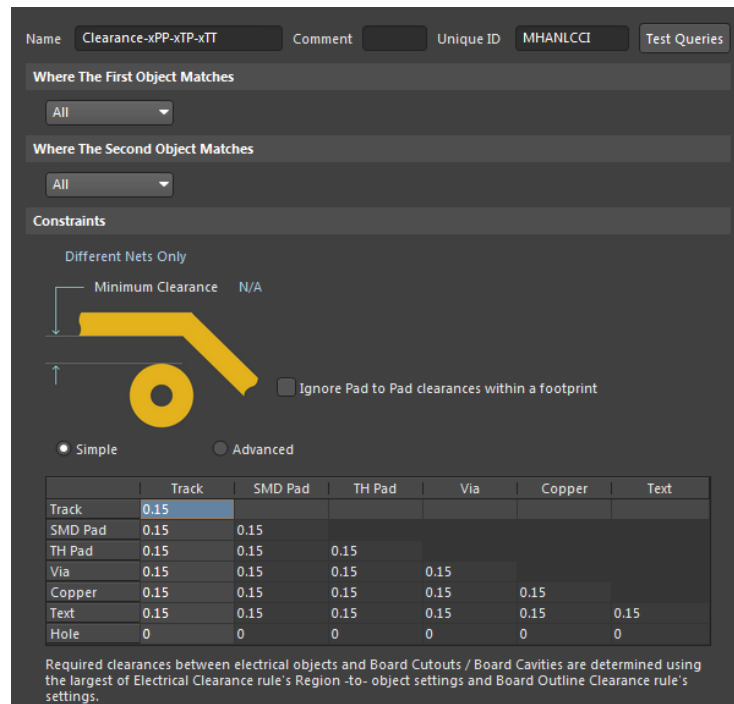 Name Clearance-xPP-xTP-xTT Comment Unique ID MHANLCCI Test Queries
Where The First Object Matches
All
Where The Second Object Matches
All
Constraints
Different Nets Only
Minimum Clearance N/A
Ignore Pad to Pad clearances within a footprint
Simple Advanced
Track SMD Pad TH Pad Via Copper Text
Track 0.15
SMD Pad 0.15 0.15
TH Pad 0.15 0.15 0.15
Via 0.15 0.15 0.15 0.15
Copper 0.15 0.15 0.15 0.15 0.15
Text 0.15 0.15 0.15 0.15 0.15 0.15
Hole 0 0 0 0 0 0
Required clearances between electrical objects and Board Cutouts / Board Cavities are determined using
the largest of Electrical Clearance rule's Region -to- object settings and Board Outline Clearance rule's
settings.